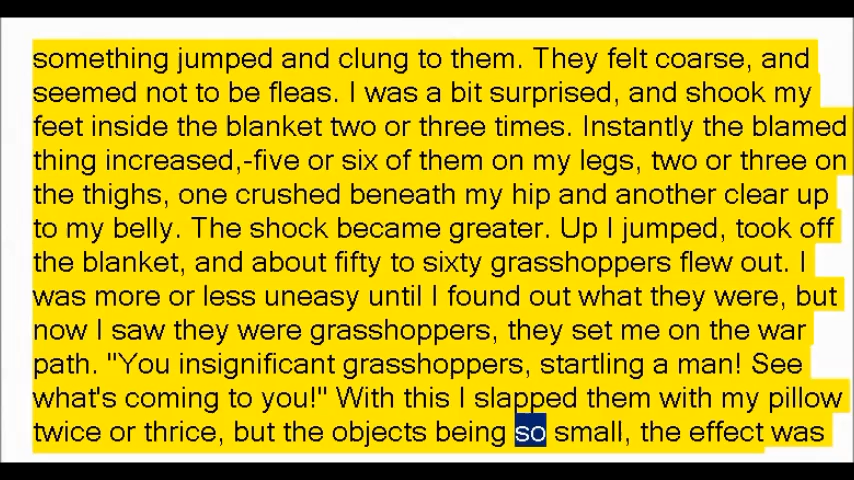 something jumped and clung to them. They felt coarse, and
seemed not to be fleas. I was a bit surprised, and shook my
feet inside the blanket two or three times. Instantly the blamed
thing increased,-five or six of them on my legs, two or three on
the thighs, one crushed beneath my hip and another clear up
to my belly. The shock became greater. Up I jumped, took off
the blanket, and about fifty to sixty grasshoppers flew out. I
was more or less uneasy until I found out what they were, but
now I saw they were grasshoppers, they set me on the war
path. "You insignificant grasshoppers, startling a man! See
what's coming to you!" With this I slapped them with my pillow
twice or thrice, but the objects being so small, the effect was